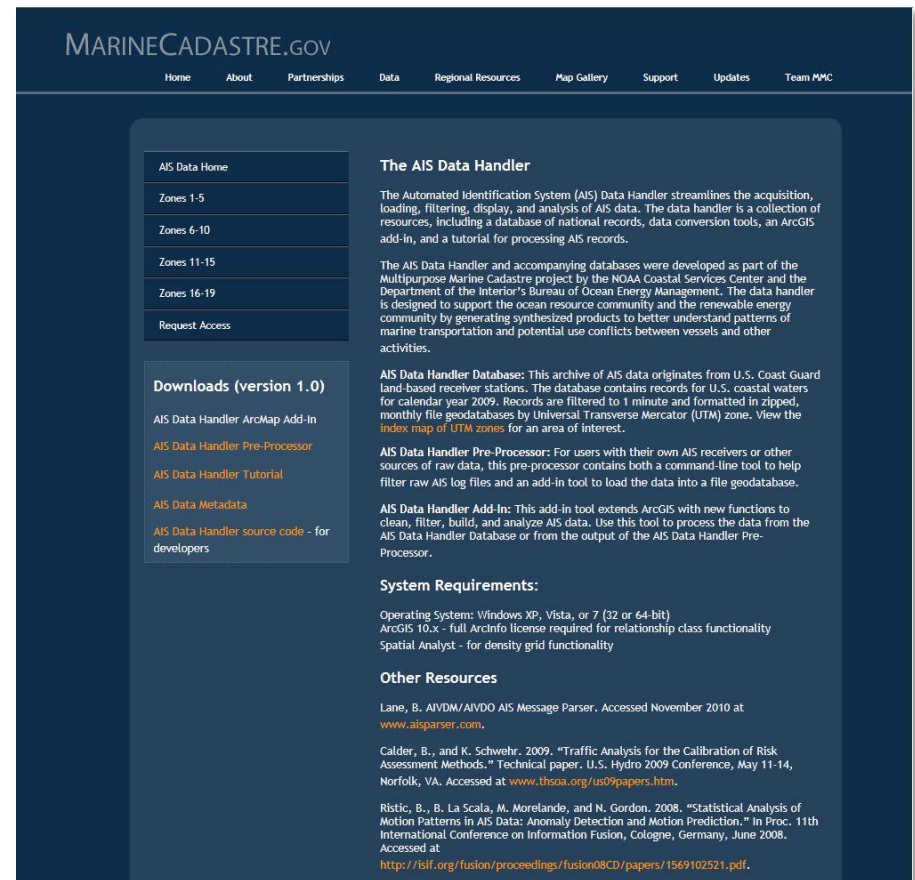 MARINECADASTRE.GOV
Home About Partnerships Data Regional Resources Map Gallery Support Updates Team MMC
AIS Data Home
Zones 1-5
Zones 6-10
Zones 11-15
Zones 16-19
Request Access
Downloads (version 1.0)
AIS Data Handler ArcMap Add-In
AIS Data Handler Pre-Processor
AIS Data Handler Tutorial
AIS Data Metadata
AIS Data Handler source code - for
developers
The AIS Data Handler
The Automated Identification System (AIS) Data Handler streamlines the acquisition,
loading, filtering, display, and analysis of AIS data. The data handler is a collection of
resources, including a database of national records, data conversion tools, an ArcGIS
add-in, and a tutorial for processing AIS records.
The AIS Data Handler and accompanying databases were developed as part of the
Multipurpose Marine Cadastre project by the NOAA Coastal Services Center and the
Department of the Interior's Bureau of Ocean Energy Management. The data handler
is designed to support the ocean resource community and the renewable energy
community by generating synthesized products to better understand patterns of
marine transportation and potential use conflicts between vessels and other
activities.
AIS Data Handler Database: This archive of AIS data originates from U.S. Coast Guard
land-based receiver stations. The database contains records for U.S. coastal waters
for calendar year 2009. Records are filtered to 1 minute and formatted in zipped,
monthly file geodatabases by Universal Transverse Mercator (UTM) zone. View the
index map of UTM zones for an area of interest.
AIS Data Handler Pre-Processor: For users with their own AIS receivers or other
sources of raw data, this pre-processor contains both a command-line tool to help
filter raw AIS log files and an add-in tool to load the data into a file geodatabase.
AIS Data Handler Add-In: This add-in tool extends ArcGIS with new functions to
clean, filter, build, and analyze AIS data. Use this tool to process the data from the
AIS Data Handler Database or from the output of the AIS Data Handler Pre-
Processor.
System Requirements:
Operating System: Windows XP, Vista, or 7 (32 or 64-bit)
ArcGIS 10.x - full ArcInfo license required for relationship class functionality
Spatial Analyst - for density grid functionality
Other Resources
Lane, B. AIVDM/AIVDO AIS Message Parser. Accessed November 2010 at
www.aisparser.com.
Calder, B., and K. Schwehr. 2009. “Traffic Analysis for the Calibration of Risk
Assessment Methods.” Technical paper. U.S. Hydro 2009 Conference, May 11-14,
Norfolk, VA. Accessed at www.thsoa.org/us09papers.htm.
Ristic, B., B. La Scala, M. Morelande, and N. Gordon. 2008. “Statistical Analysis of
Motion Patterns in AIS Data: Anomaly Detection and Motion Prediction.” In Proc. 11th
International Conference on Information Fusion, Cologne, Germany, June 2008.
Accessed at
http://isif.org/fusion/proceedings/fusion08CD/papers/1569102521.pdf.